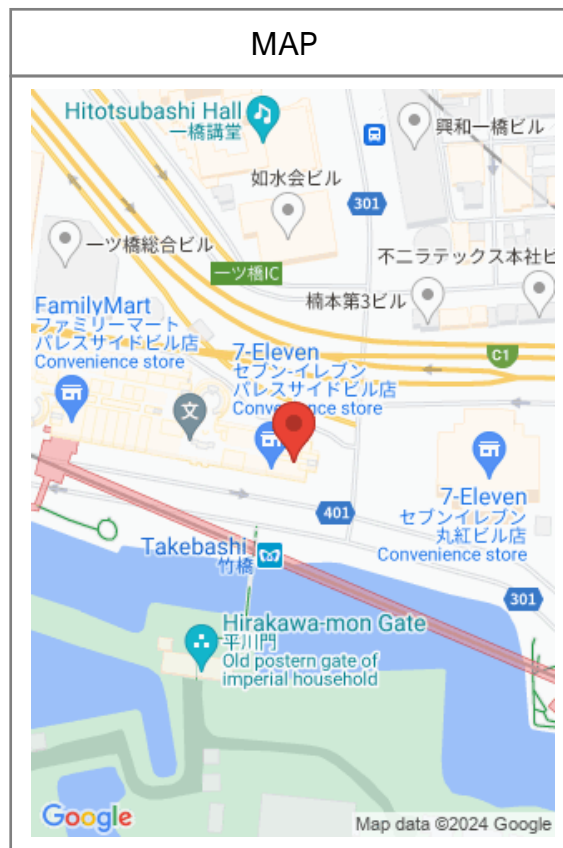 MAP
Hitotsubashi Hall
一橋講堂
興和一橋ビル
如水会ビル
301
一ツ橋総合ビル
不二ラテックス本社ビ
一ツ橋IC
楠本第3ビル
FamilyMart
ファミリーマート
パレスサイドビル店
Convenience store
7-Eleven
セブン-イレブン
パレスサイドビル店
Convenience store
C1
文
7-Eleven
セブンイレブン
丸紅ビル店
Convenience store
401
Takebashi
竹橋
301
Hirakawa-mon Gate
平川門
Old postern gate of
imperial household
Google
Map data ©2024 Google